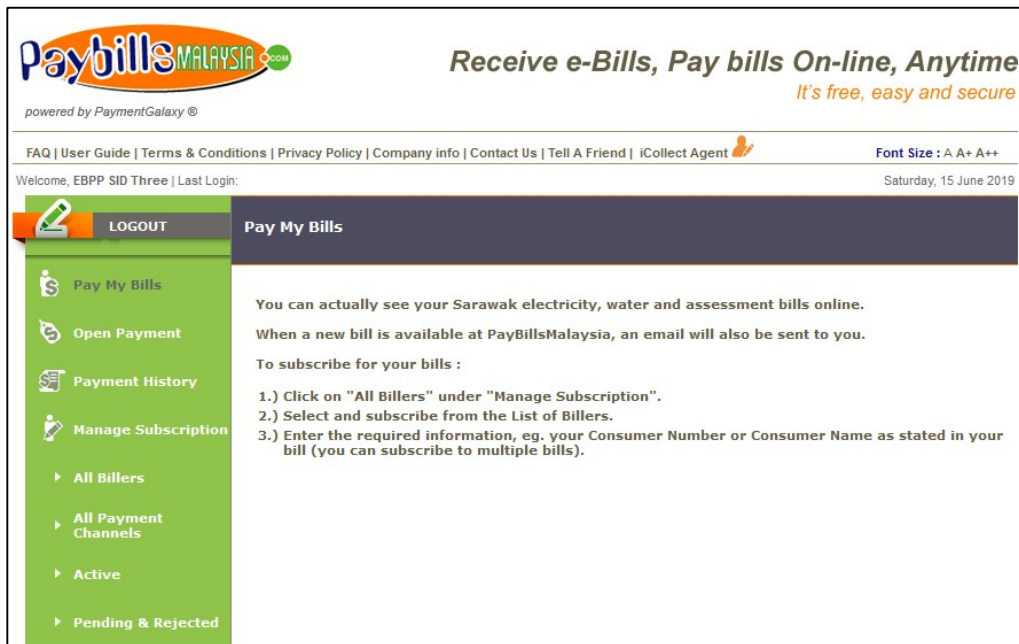 Paybills MALAYSIA .COM
Receive e-Bills, Pay bills On-line, Anytime
It's free, easy and secure
powered by PaymentGalaxy ®
FAQ | User Guide | Terms & Conditions | Privacy Policy | Company info | Contact Us | Tell A Friend | iCollect Agent
Font Size : A A+ A++
Welcome, EBPP SID Three | Last Login:
Saturday, 15 June 2019
LOGOUT
Pay My Bills
Open Payment
Payment History
Manage Subscription
All Billers
All Payment
Channels
Active
Pending & Rejected
Pay My Bills
You can actually see your Sarawak electricity, water and assessment bills online.
When a new bill is available at PayBillsMalaysia, an email will also be sent to you.
To subscribe for your bills :
1.) Click on "All Billers" under "Manage Subscription".
2.) Select and subscribe from the List of Billers.
3.) Enter the required information, eg. your Consumer Number or Consumer Name as stated in your
bill (you can subscribe to multiple bills).